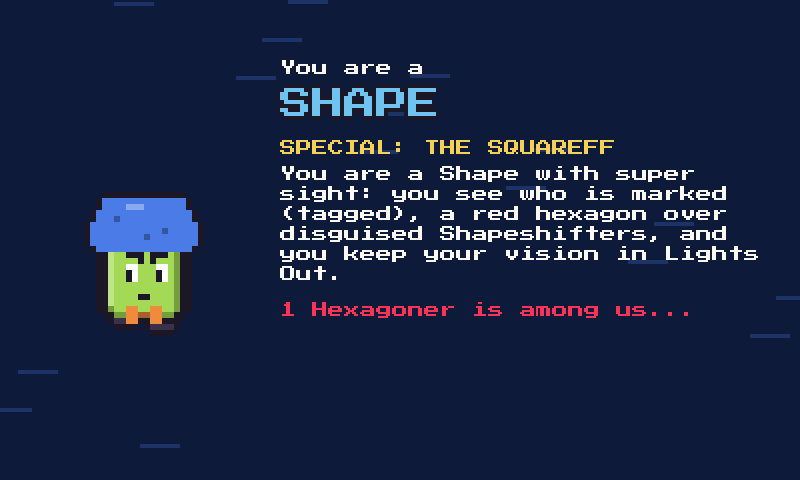 You are a
SHAPE
SPECIAL: THE SQUAREFF
You are a Shape with super
sight: you see who is marked
(tagged), a red hexagon over
disguised Shapeshifters, and
you keep your vision in Lights
Out.
1 Hexagoner is among us...